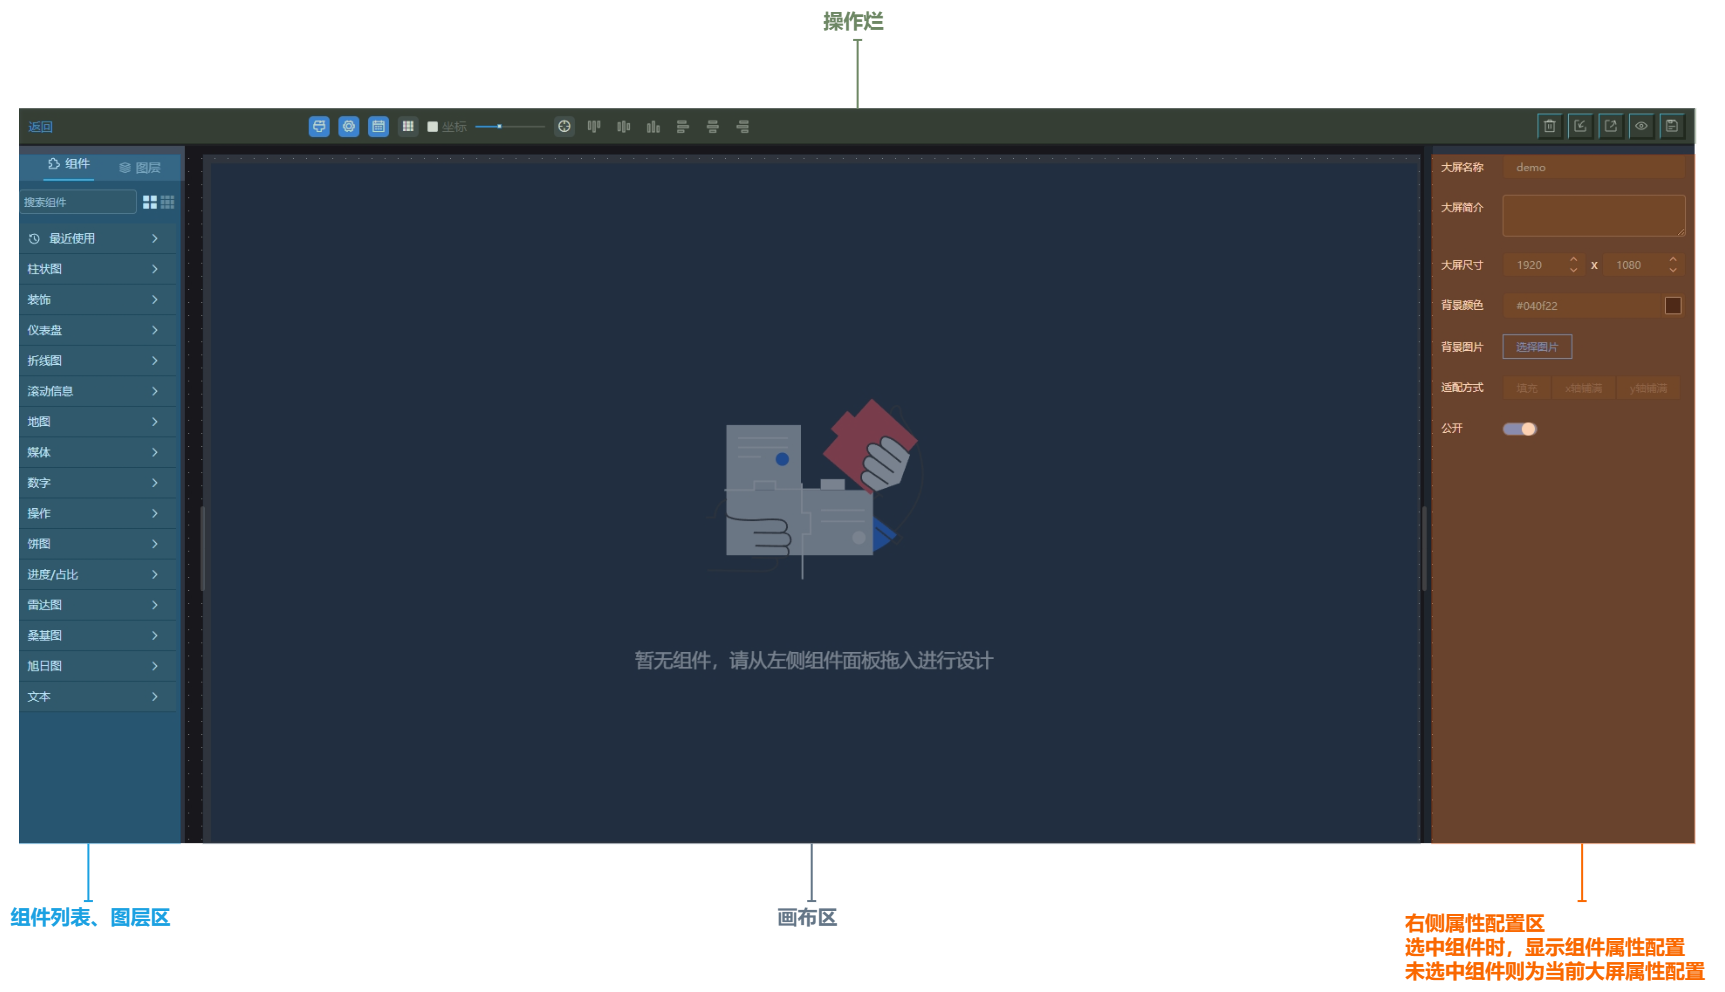 操作烂
返回
坐标
组件
图层
搜索组件
最近使用
柱状图
装饰
仪表盘
折线图
滚动信息
地图
媒体
数字
操作
饼图
进度/占比
雷达图
桑基图
旭日图
文本
暂无组件，请从左侧组件面板拖入进行设计
大屏名称
demo
大屏简介
大屏尺寸
1920 x 1080
背景颜色
#040f22
背景图片
选择图片
适配方式
填充 x轴铺满 y轴铺满
公开
组件列表、图层区
画布区
右侧属性配置区
选中组件时，显示组件属性配置
未选中组件则为当前大屏属性配置